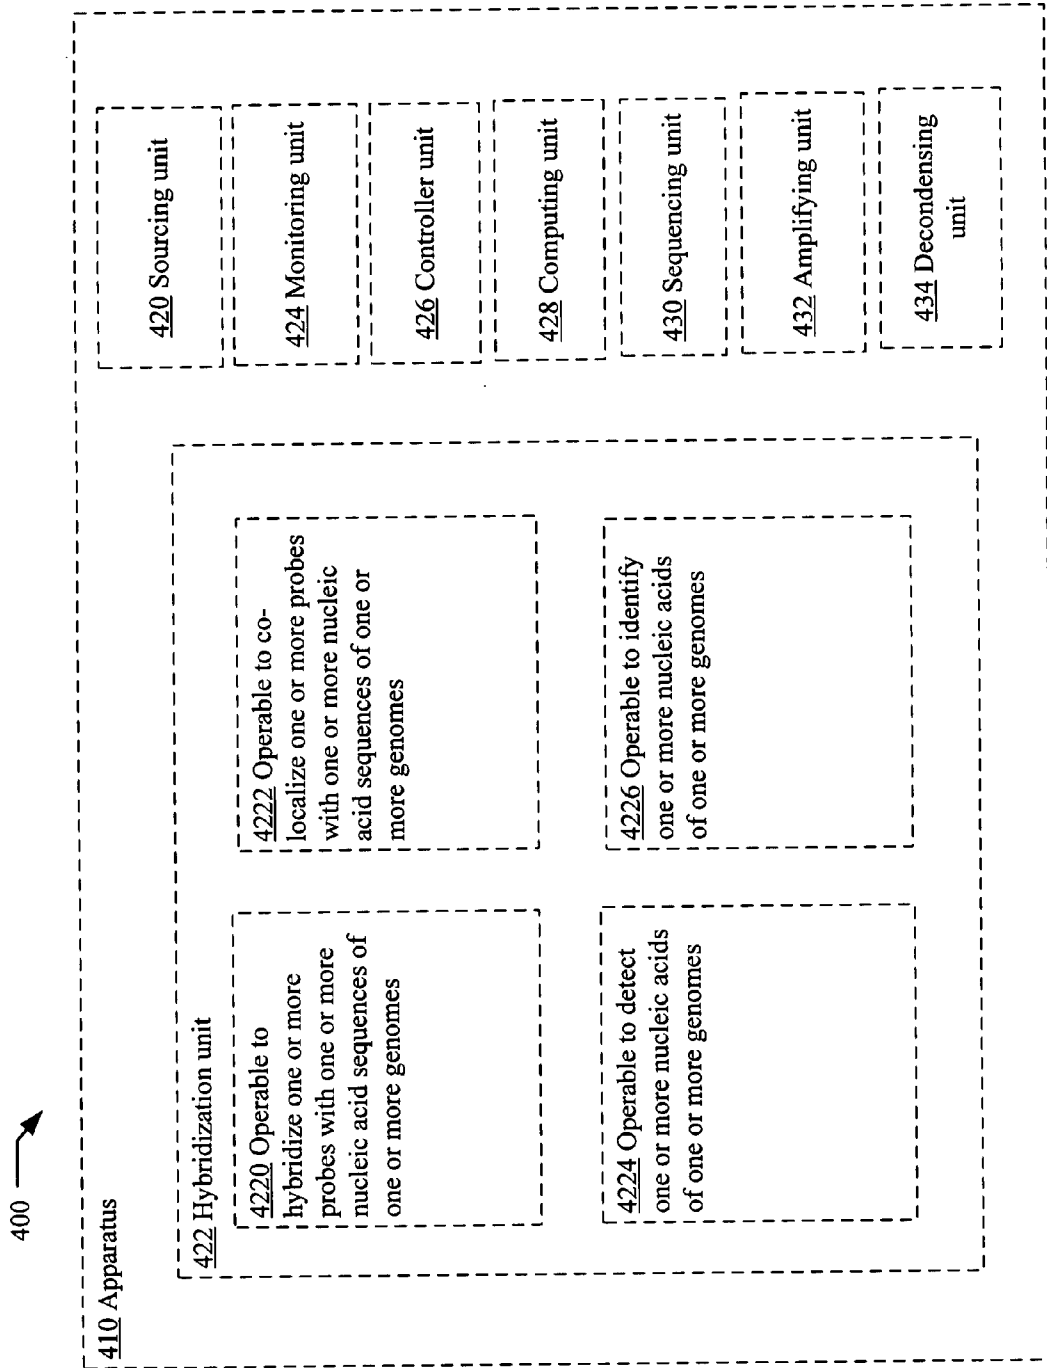 400
410 Apparatus
422 Hybridization unit
4220 Operable to
hybridize one or more
probes with one or more
nucleic acid sequences of
one or more genomes
4222 Operable to co-
localize one or more probes
with one or more nucleic
acid sequences of one or
more genomes
4224 Operable to detect
one or more nucleic acids
of one or more genomes
4226 Operable to identify
one or more nucleic acids
of one or more genomes
420 Sourcing unit
424 Monitoring unit
426 Controller unit
428 Computing unit
430 Sequencing unit
432 Amplifying unit
434 Decondensing
unit